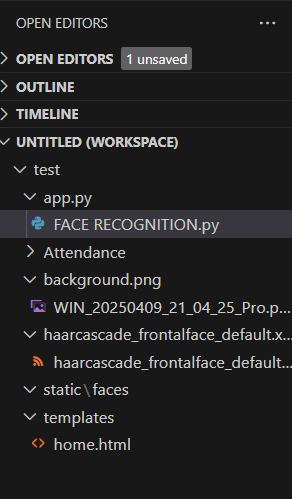 OPEN EDITORS ...
OPEN EDITORS 1 unsaved
OUTLINE
TIMELINE
UNTITLED (WORKSPACE)
test
app.py
FACE RECOGNITION.py
Attendance
background.png
WIN_20250409_21_04_25_Pro.p...
haarcascade_frontalface_default.x...
haarcascade_frontalface_default...
static\faces
templates
home.html